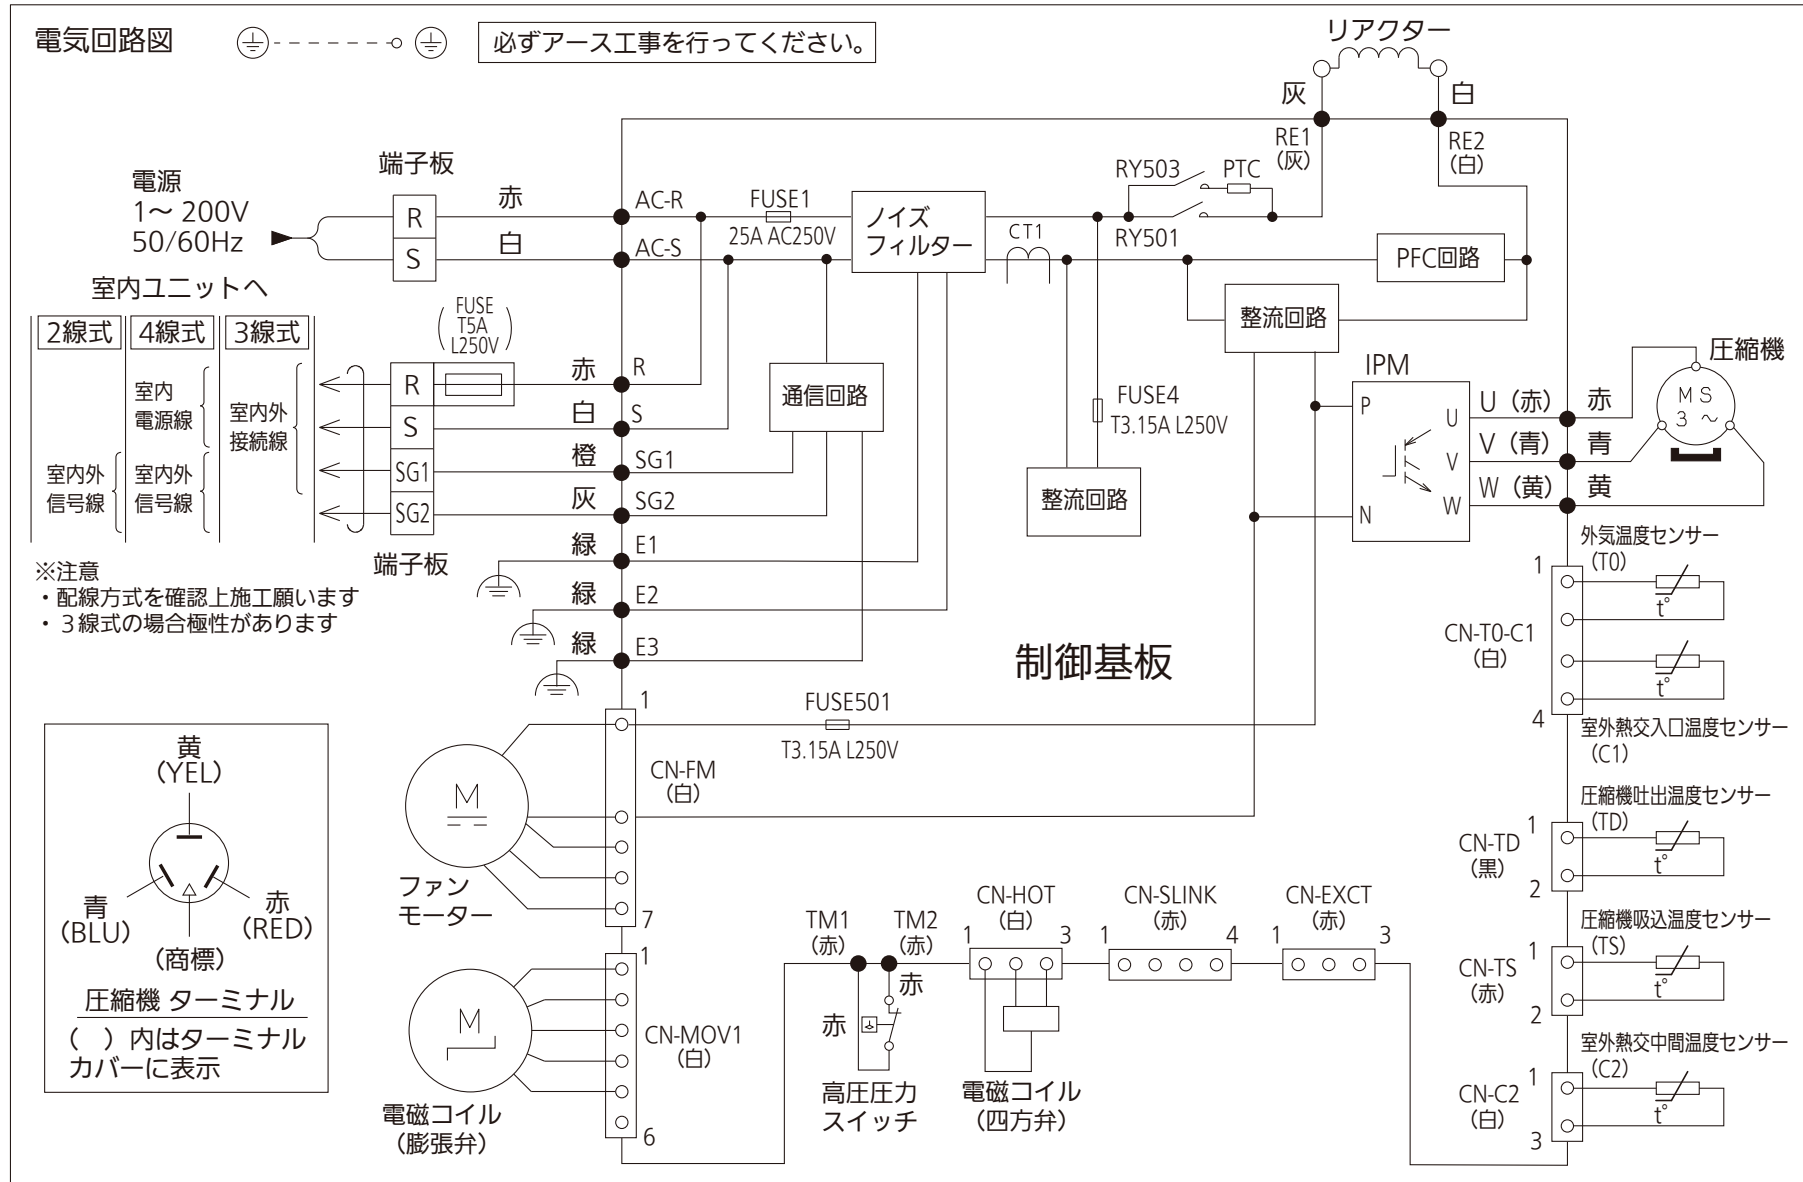 電気回路図
必ずアース工事を行ってください。
リアクター
灰
白
RE1
(灰)
RE2
(白)
端子板
電源
1～ 200V
50/60Hz
R
S
赤
白
AC-R
AC-S
FUSE1
25A AC250V
ノイズ
フィルター
RY503
PTC
RY501
CT1
PFC回路
整流回路
室内ユニットへ
2線式
4線式
3線式
室内
電源線
室内外
接続線
室内外
信号線
室内外
信号線
(FUSE
T5A
L250V)
R
S
SG1
SG2
端子板
赤
白
橙
灰
緑
緑
緑
R
S
SG1
SG2
E1
E2
E3
通信回路
FUSE4
T3.15A L250V
整流回路
IPM
P
N
U
V
W
U (赤)
V (青)
W (黄)
赤
青
黄
圧縮機
MS
3 ～
※注意
・配線方式を確認上施工願います
・３線式の場合極性があります
制御基板
外気温度センサー
(T0)
1
t°
CN-T0-C1
(白)
t°
4
室外熱交入口温度センサー
(C1)
圧縮機吐出温度センサー
(TD)
1
CN-TD
(黒)
t°
2
圧縮機吸込温度センサー
(TS)
1
CN-TS
(赤)
t°
2
室外熱交中間温度センサー
(C2)
1
CN-C2
(白)
t°
3
1
FUSE501
T3.15A L250V
CN-FM
(白)
M
ファン
モーター
7
1
M
CN-MOV1
(白)
電磁コイル
(膨張弁)
6
TM1
(赤)
TM2
(赤)
赤
赤
高圧圧力
スイッチ
CN-HOT
(白)
1
3
電磁コイル
(四方弁)
CN-SLINK
(赤)
1
4
CN-EXCT
(赤)
1
3
黄
(YEL)
青
(BLU)
赤
(RED)
(商標)
圧縮機 ターミナル
(　) 内はターミナル
カバーに表示